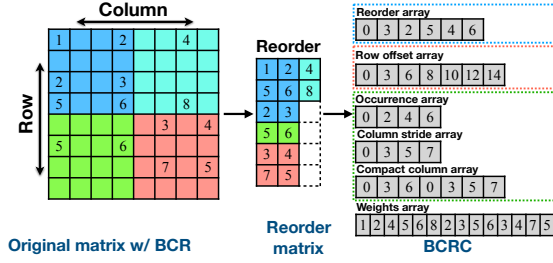 Column
Row
1 2 4
2 3
5 6 8
3 4
5 6
7 5
Original matrix w/ BCR
Reorder
1 2 4
5 6 8
2 3
5 6
3 4
7 5
Reorder
matrix
Reorder array
0 3 2 5 4 6
Row offset array
0 3 6 8 10 12 14
Occurrence array
0 2 4 6
Column stride array
0 3 5 7
Compact column array
0 3 6 0 3 5 7
Weights array
1 2 4 5 6 8 2 3 5 6 3 4 7 5
BCRC